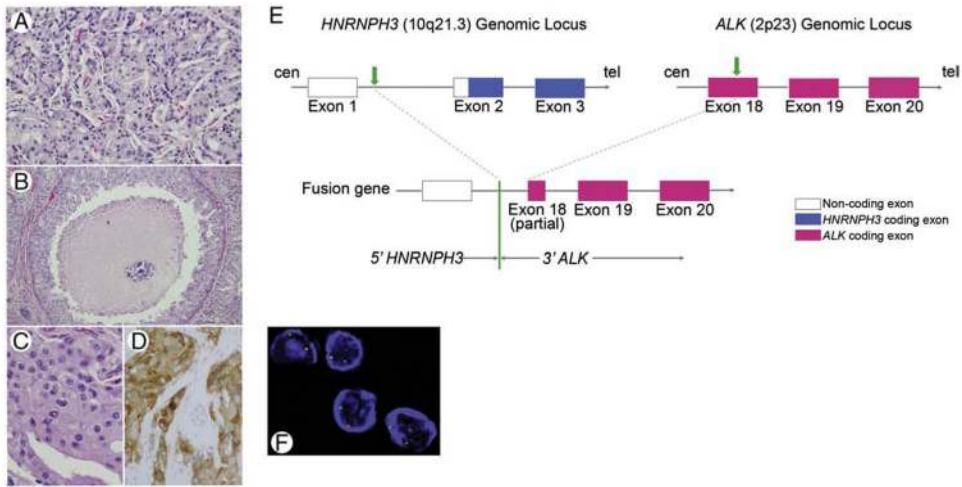 A
B
C
D
E
HNRNPH3 (10q21.3) Genomic Locus
ALK (2p23) Genomic Locus
cen
tel
Exon 1
Exon 2
Exon 3
cen
tel
Exon 18
Exon 19
Exon 20
Fusion gene
Exon 18
(partial)
Exon 19
Exon 20
5' HNRNPH3
3' ALK
Non-coding exon
HNRNPH3 coding exon
ALK coding exon
F